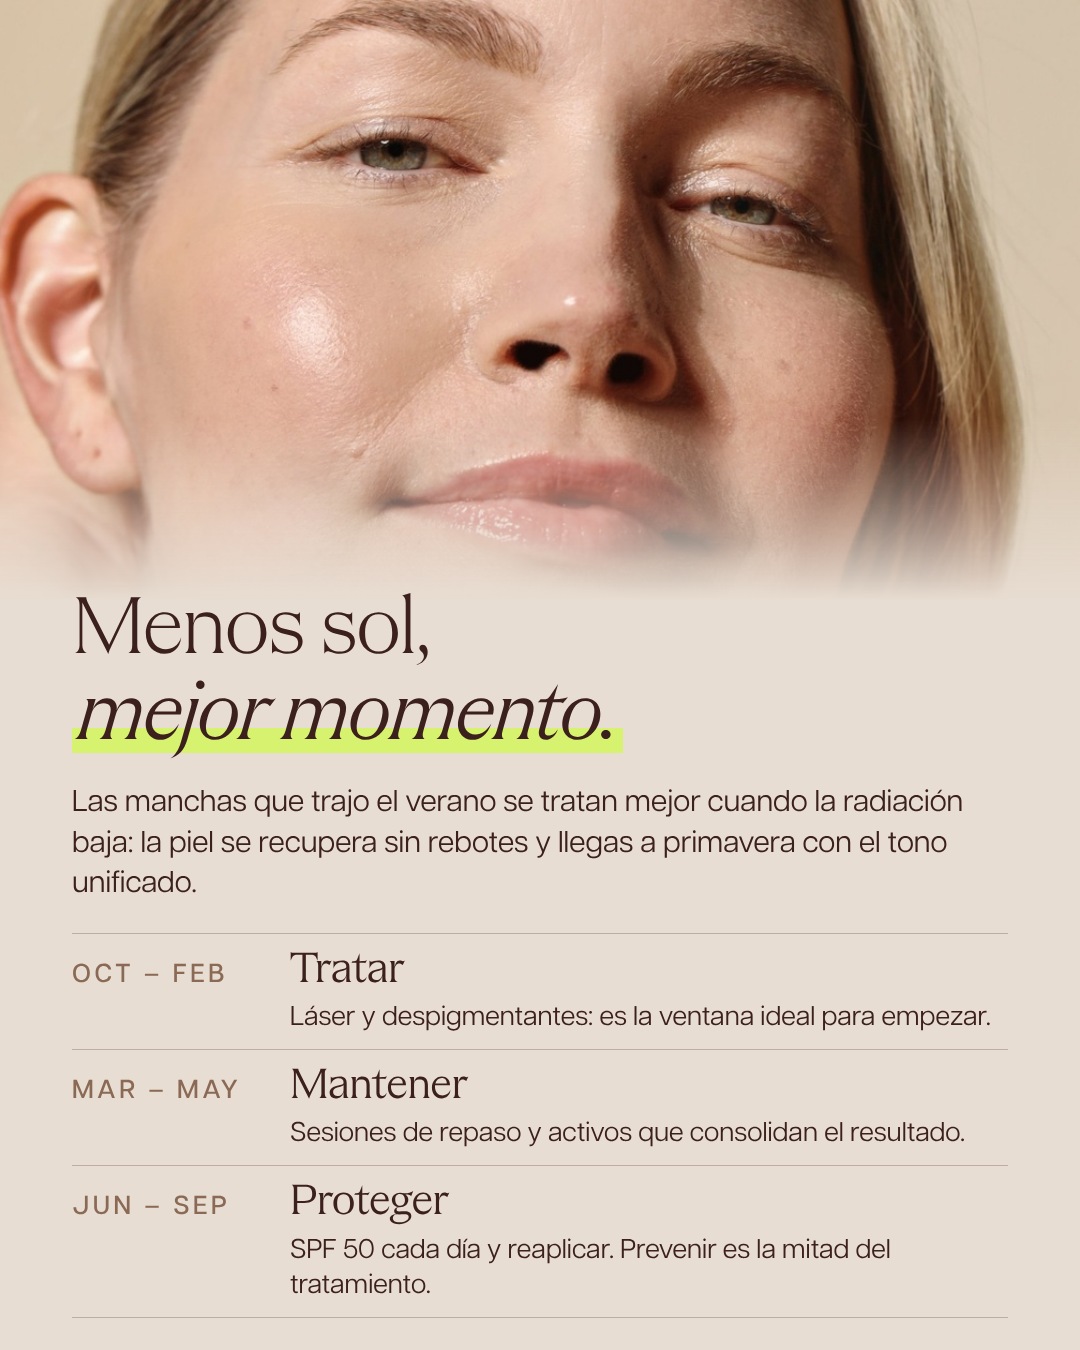 Menos sol,
mejor momento.
Las manchas que trajo el verano se tratan mejor cuando la radiación
baja: la piel se recupera sin rebotes y llegas a primavera con el tono
unificado.
OCT – FEB
Tratar
Láser y despigmentantes: es la ventana ideal para empezar.
MAR – MAY
Mantener
Sesiones de repaso y activos que consolidan el resultado.
JUN – SEP
Proteger
SPF 50 cada día y reaplicar. Prevenir es la mitad del
tratamiento.